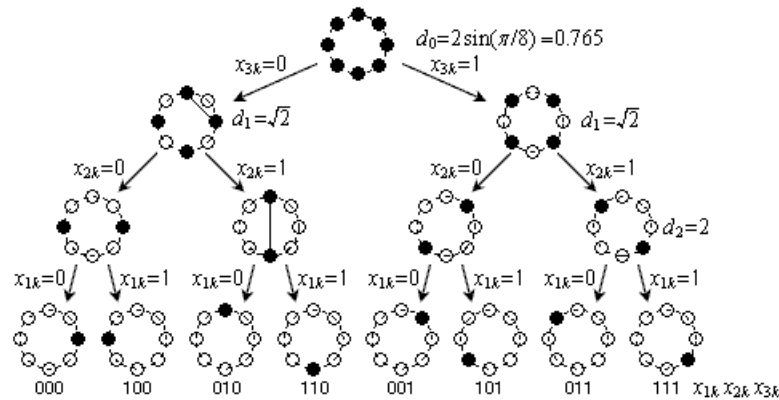 d₀=2sin(π/8)=0.765
x₃ₖ=0 x₃ₖ=1
d₁=√2 d₁=√2
x₂ₖ=0 x₂ₖ=1 x₂ₖ=0 x₂ₖ=1
d₂=2
x₁ₖ=0 x₁ₖ=1 x₁ₖ=0 x₁ₖ=1 x₁ₖ=0 x₁ₖ=1 x₁ₖ=0 x₁ₖ=1
000 100 010 110 001 101 011 111 x₁ₖ x₂ₖ x₃ₖ